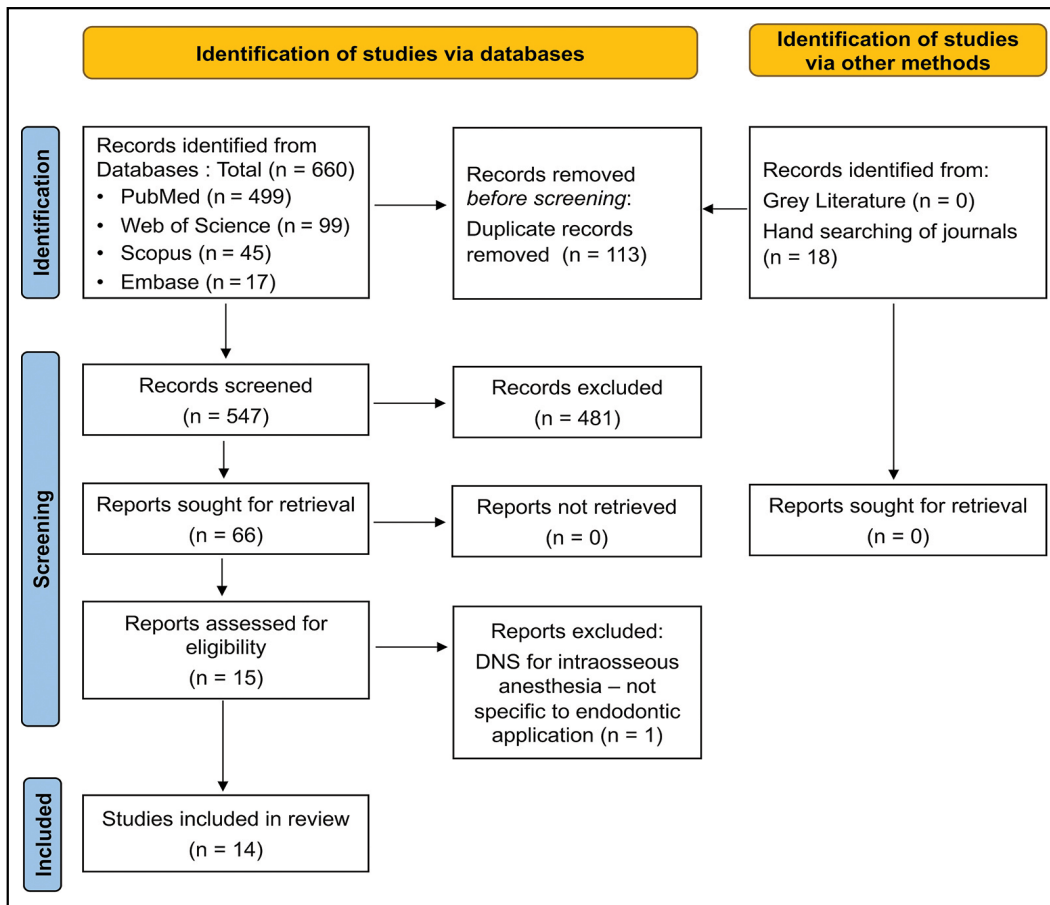 Identification of studies via databases
Identification of studies
via other methods
Identification
Records identified from
Databases : Total (n = 660)
• PubMed (n = 499)
• Web of Science (n = 99)
• Scopus (n = 45)
• Embase (n = 17)
Records removed
before screening:
Duplicate records
removed (n = 113)
Records identified from:
Grey Literature (n = 0)
Hand searching of journals
(n = 18)
Screening
Records screened
(n = 547)
Records excluded
(n = 481)
Reports sought for retrieval
(n = 66)
Reports not retrieved
(n = 0)
Reports sought for retrieval
(n = 0)
Reports assessed for
eligibility
(n = 15)
Reports excluded:
DNS for intraosseous
anesthesia – not
specific to endodontic
application (n = 1)
Included
Studies included in review
(n = 14)